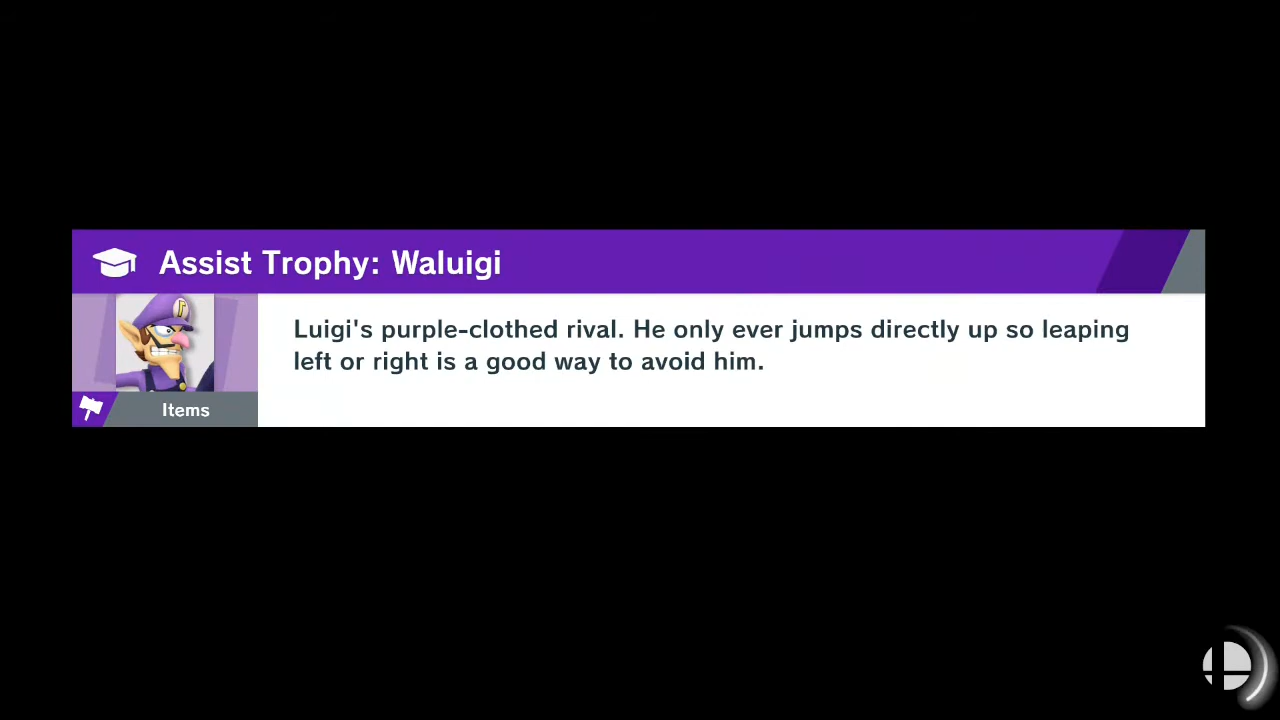 Assist Trophy: Waluigi
Luigi's purple-clothed rival. He only ever jumps directly up so leaping
left or right is a good way to avoid him.
Items